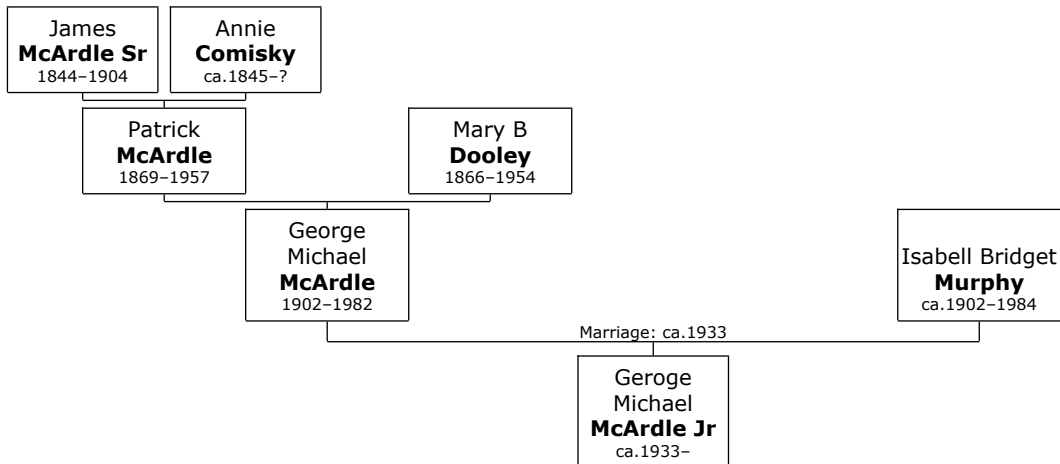 James
McArdle Sr
1844–1904
Annie
Comisky
ca.1845–?
Patrick
McArdle
1869–1957
Mary B
Dooley
1866–1954
George
Michael
McArdle
1902–1982
Isabell Bridget
Murphy
ca.1902–1984
Marriage: ca.1933
Geroge
Michael
McArdle Jr
ca.1933–